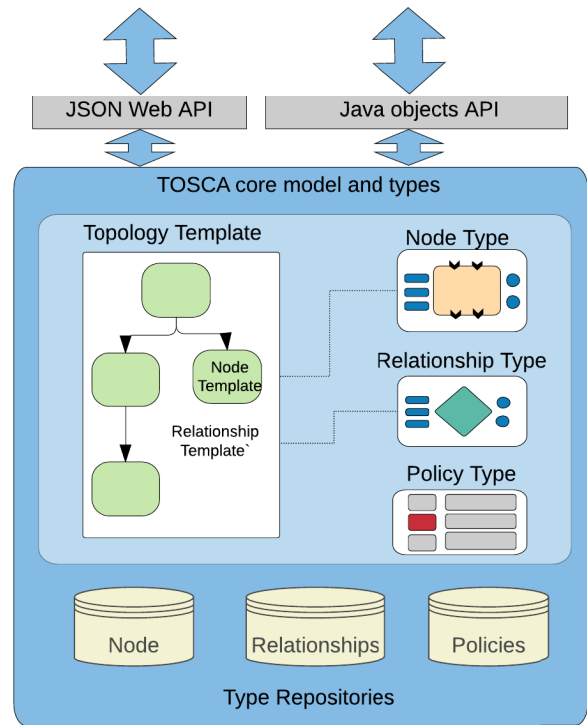 JSON Web API
Java objects API
TOSCA core model and types
Topology Template
Node Type
Node
Template
Relationship Type
Relationship
Template`
Policy Type
Node
Relationships
Policies
Type Repositories